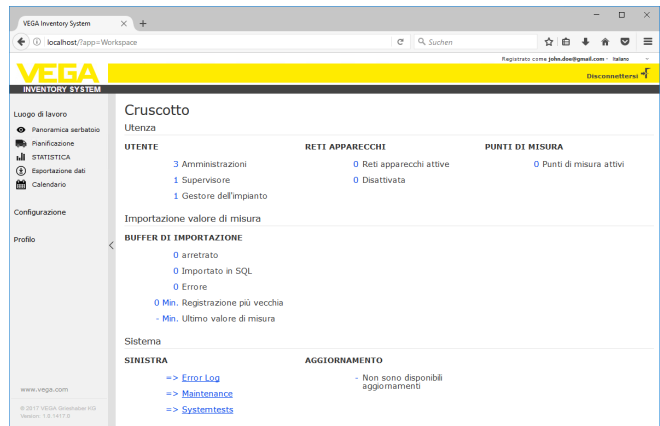 VEGA Inventory System
localhost/?app=Workspace
Suchen
Registrato come john.doe@gmail.com - Italiano
Disconnettersi
VEGA
INVENTORY SYSTEM
Luogo di lavoro
Panoramica serbatoio
Pianificazione
STATISTICA
Esportazione dati
Calendario
Configurazione
Profilo
www.vega.com
© 2017 VEGA Grieshaber KG
Version: 1.0.1417.0
Cruscotto
Utenza
UTENTE
3 Amministrazioni
1 Supervisore
1 Gestore dell'impianto
RETI APPARECCHI
0 Reti apparecchi attive
0 Disattivata
PUNTI DI MISURA
0 Punti di misura attivi
Importazione valore di misura
BUFFER DI IMPORTAZIONE
0 arretrato
0 Importato in SQL
0 Errore
0 Min. Registrazione più vecchia
- Min. Ultimo valore di misura
Sistema
SINISTRA
=> Error Log
=> Maintenance
=> Systemtests
AGGIORNAMENTO
- Non sono disponibili
aggiornamenti